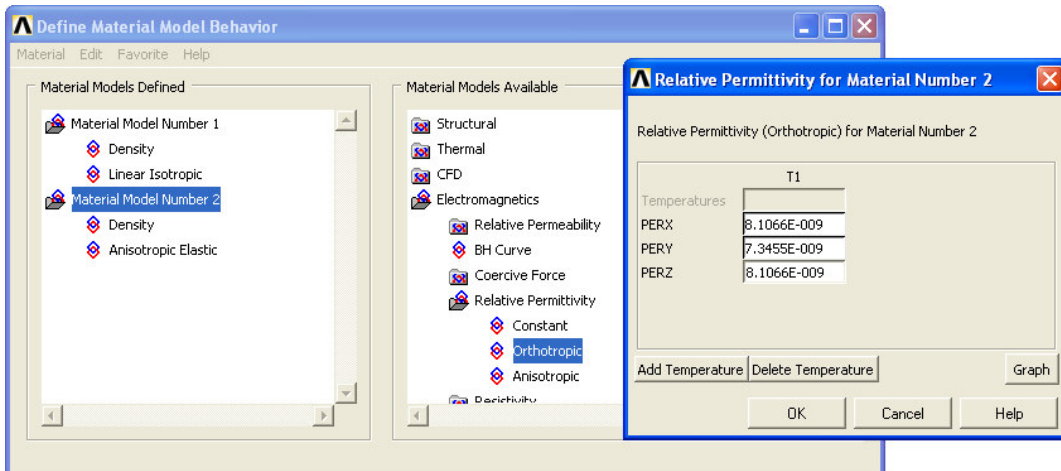 Define Material Model Behavior
Material Edit Favorite Help
Material Models Defined
Material Model Number 1
Density
Linear Isotropic
Material Model Number 2
Density
Anisotropic Elastic
Material Models Available
Structural
Thermal
CFD
Electromagnetics
Relative Permeability
BH Curve
Coercive Force
Relative Permittivity
Constant
Orthotropic
Anisotropic
Resistivity
Relative Permittivity for Material Number 2
Relative Permittivity (Orthotropic) for Material Number 2
T1
Temperatures
PERX 8.1066E-009
PERY 7.3455E-009
PERZ 8.1066E-009
Add Temperature Delete Temperature Graph
OK Cancel Help